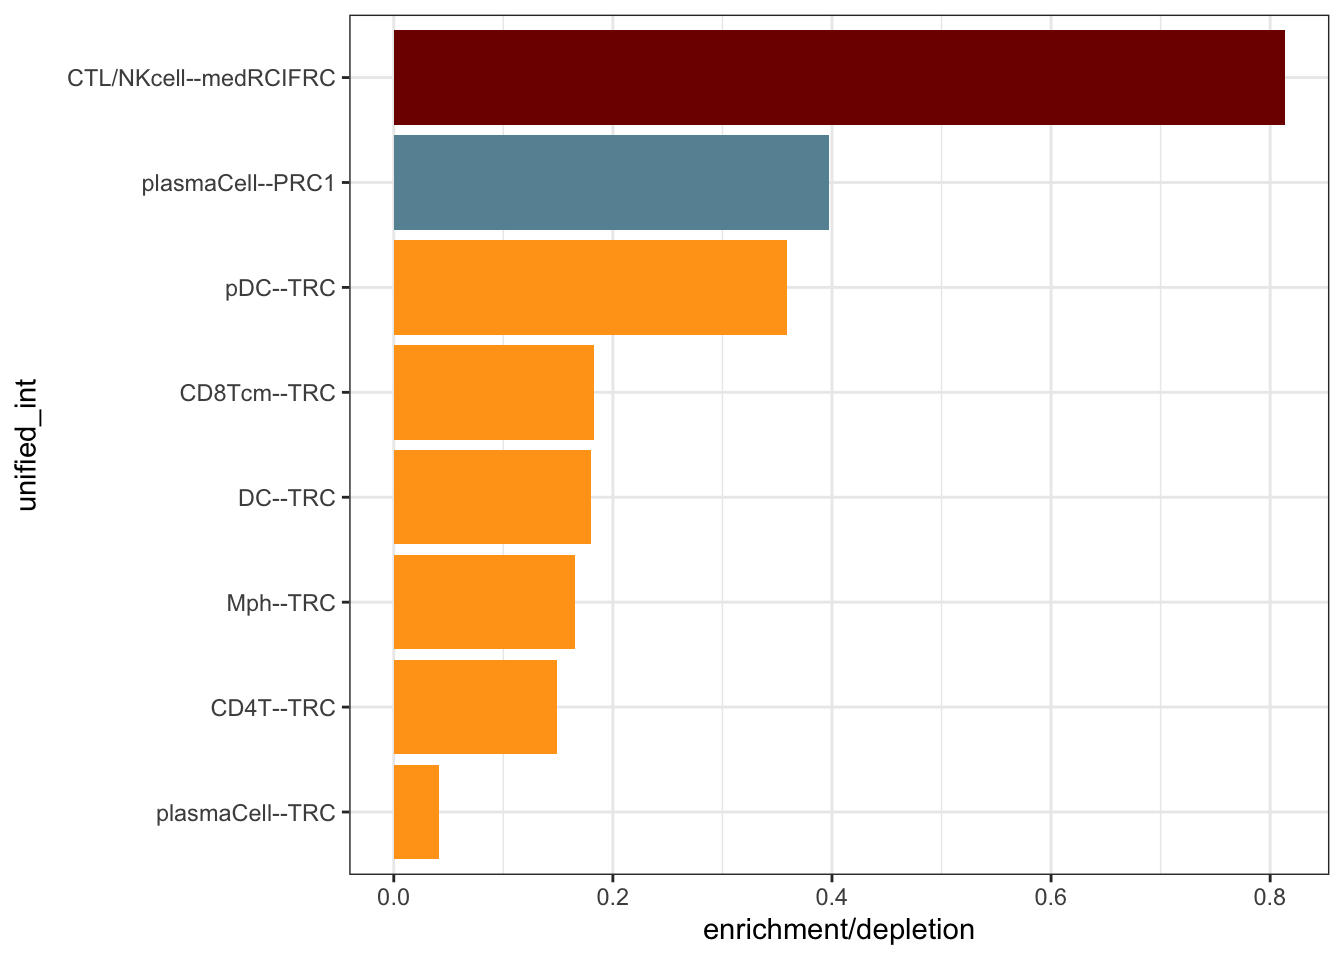 CTL/NKcell--medRCIFRC
plasmaCell--PRC1
pDC--TRC
CD8Tcm--TRC
DC--TRC
Mph--TRC
CD4T--TRC
plasmaCell--TRC
unified_int
0.0 0.2 0.4 0.6 0.8
enrichment/depletion